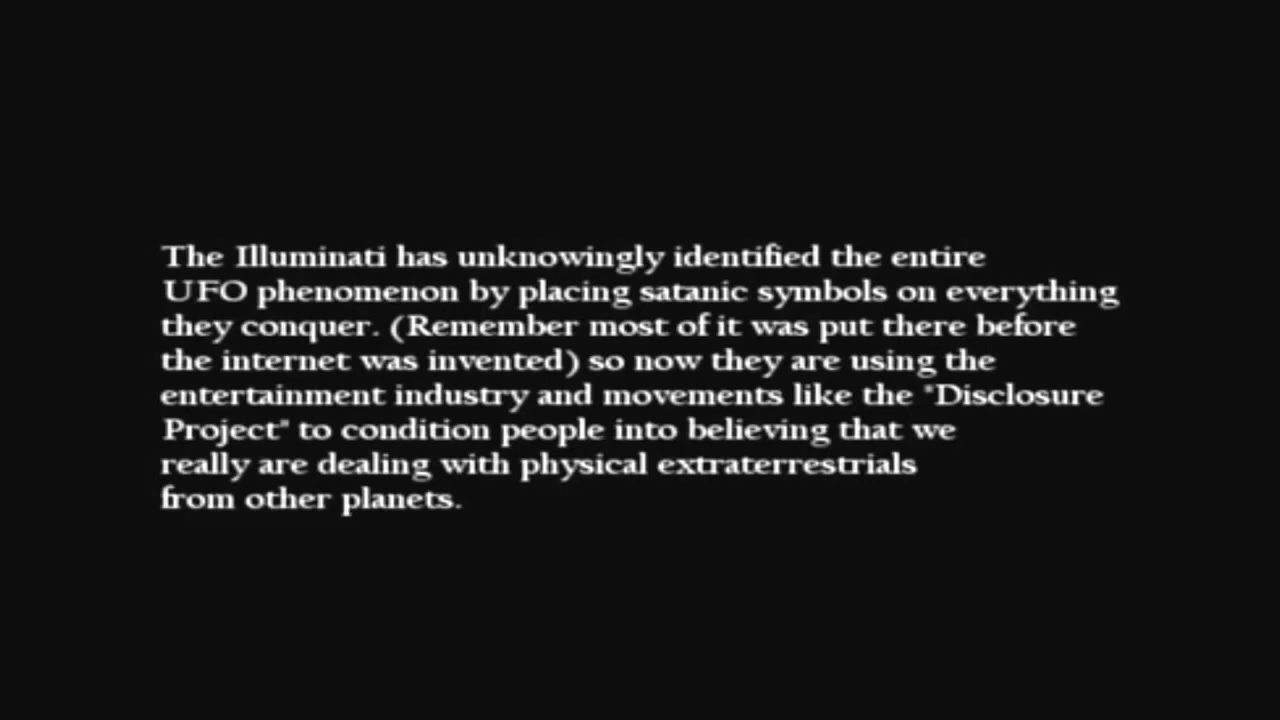 The Illuminati has unknowingly identified the entire
UFO phenomenon by placing satanic symbols on everything
they conquer. (Remember most of it was put there before
the internet was invented) so now they are using the
entertainment industry and movements like the "Disclosure
Project" to condition people into believing that we
really are dealing with physical extraterrestrials
from other planets.